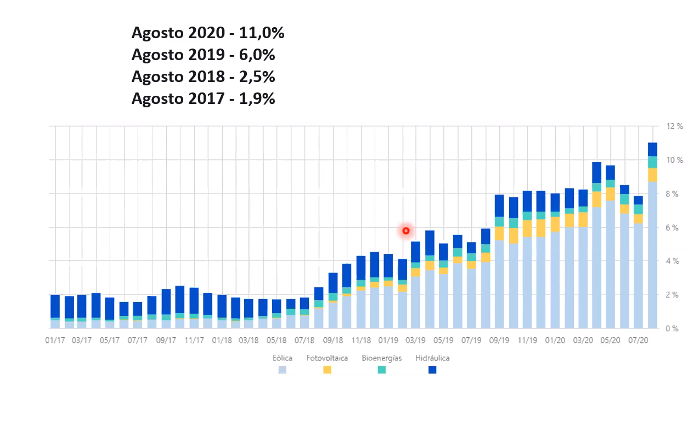 Agosto 2020 - 11,0%
Agosto 2019 - 6,0%
Agosto 2018 - 2,5%
Agosto 2017 - 1,9%
12 %
10 %
8 %
6 %
4 %
2 %
0 %
01/17 03/17 05/17 07/17 09/17 11/17 01/18 03/18 05/18 07/18 09/18 11/18 01/19 03/19 05/19 07/19 09/19 11/19 01/20 03/20 05/20 07/20
Eólica Fotovoltaica Bioenergías Hidráulica